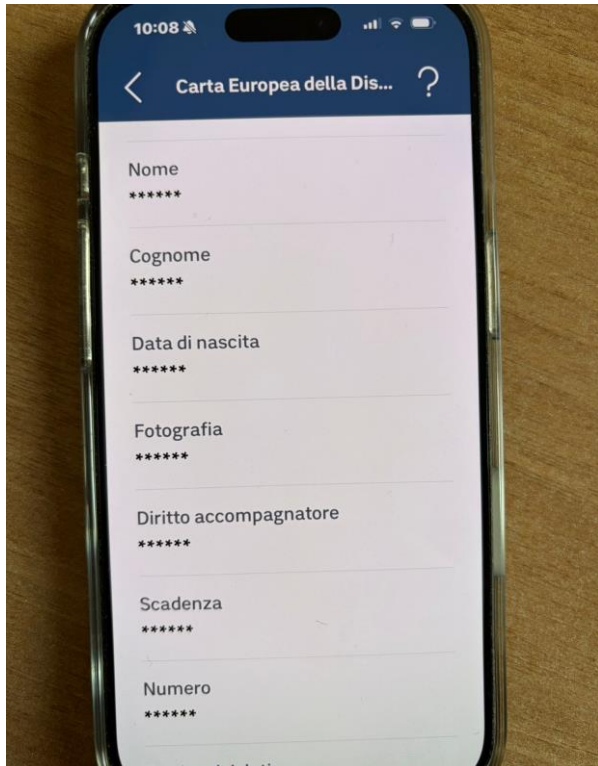 10:08
Carta Europea della Dis...
?
Nome
******
Cognome
******
Data di nascita
******
Fotografia
******
Diritto accompagnatore
******
Scadenza
******
Numero
******